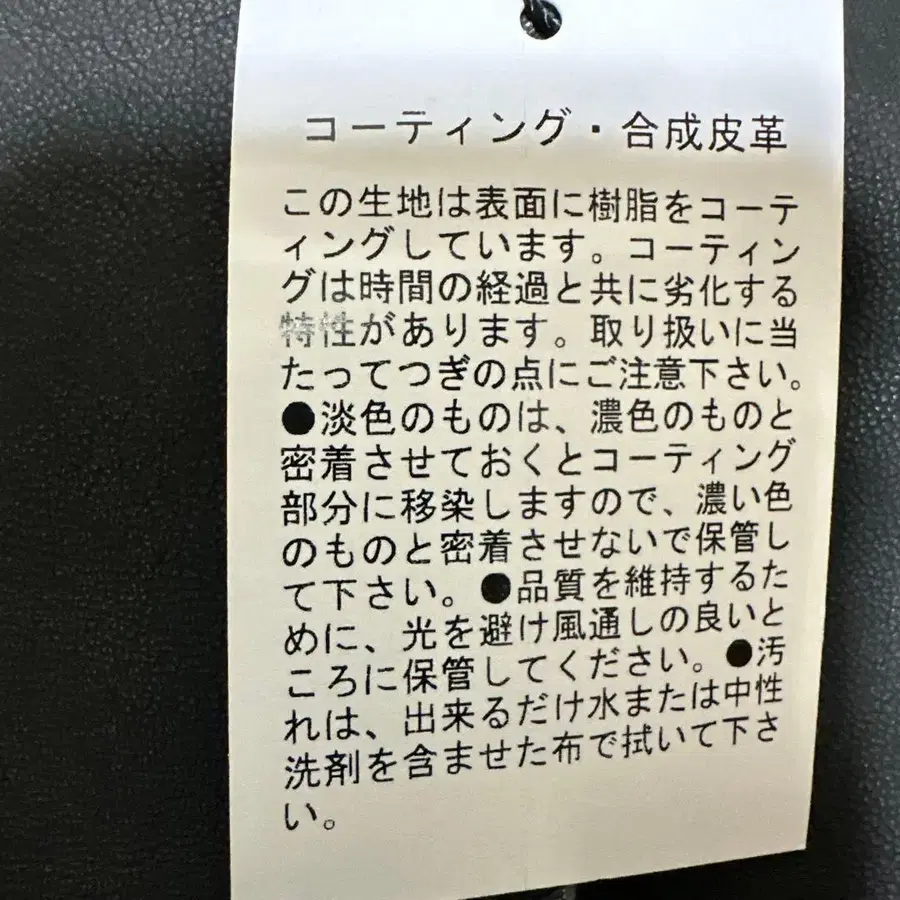 コーティング・合成皮革
この生地は表面に樹脂をコーテ
ィングしています。コーティン
グは時間の経過と共に劣化する
特性があります。取り扱いに当
たってつぎの点にご注意下さい。
●淡色のものは、濃色のものと
密着させておくとコーティング
部分に移染しますので、濃い色
のものと密着させないで保管し
て下さい。●品質を維持するた
めに、光を避け風通しの良いと
ころに保管してください。●汚
れは、出来るだけ水または中性
洗剤を含ませた布で拭いて下さ
い。